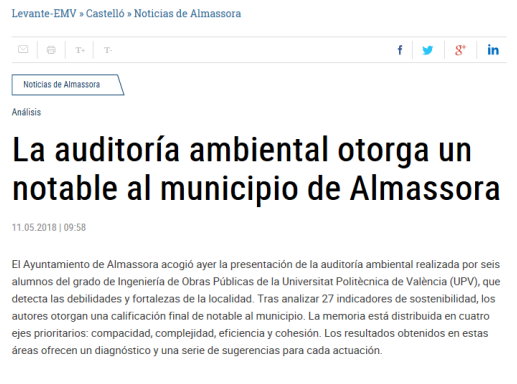 Levante-EMV » Castelló » Noticias de Almassora
T+ T-
f g+ in
Noticias de Almassora
Análisis
La auditoría ambiental otorga un
notable al municipio de Almassora
11.05.2018 | 09:58
El Ayuntamiento de Almassora acogió ayer la presentación de la auditoría ambiental realizada por seis
alumnos del grado de Ingeniería de Obras Públicas de la Universitat Politècnica de València (UPV), que
detecta las debilidades y fortalezas de la localidad. Tras analizar 27 indicadores de sostenibilidad, los
autores otorgan una calificación final de notable al municipio. La memoria está distribuida en cuatro
ejes prioritarios: compacidad, complejidad, eficiencia y cohesión. Los resultados obtenidos en estas
áreas ofrecen un diagnóstico y una serie de sugerencias para cada actuación.